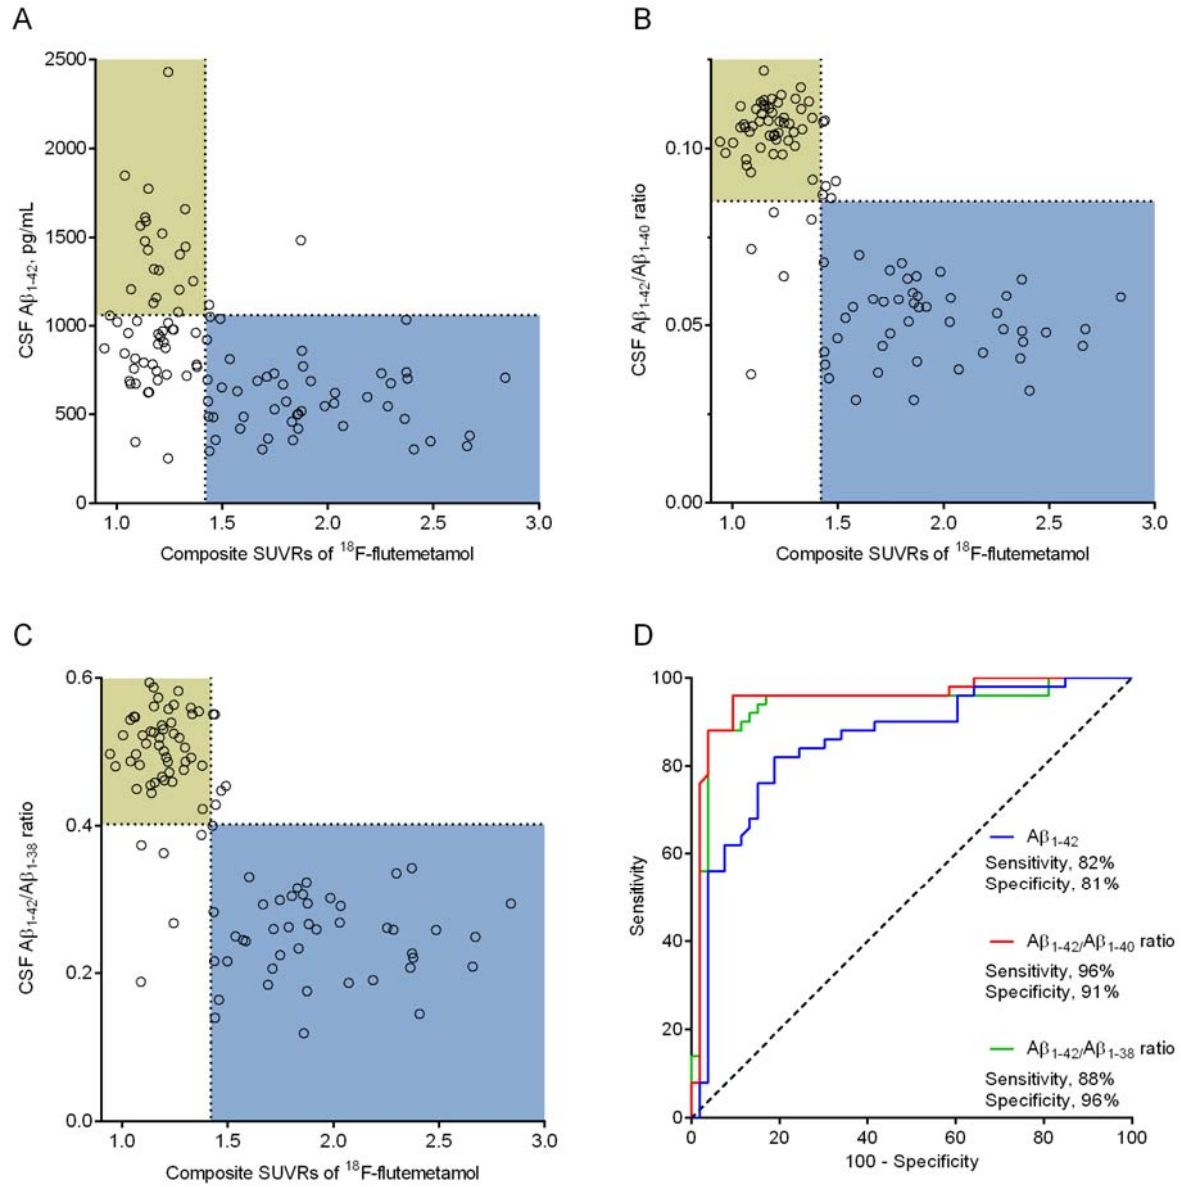 A
2500
2000
1500
1000
500
0
CSF Aβ1-42, pg/mL
1.0 1.5 2.0 2.5 3.0
Composite SUVRs of 18F-flutemetamol
B
0.10
0.05
0.00
CSF Aβ1-42/Aβ1-40 ratio
1.0 1.5 2.0 2.5 3.0
Composite SUVRs of 18F-flutemetamol
C
0.6
0.4
0.2
0.0
CSF Aβ1-42/Aβ1-38 ratio
1.0 1.5 2.0 2.5 3.0
Composite SUVRs of 18F-flutemetamol
D
100
80
60
40
20
0
Sensitivity
Aβ1-42
Sensitivity, 82%
Specificity, 81%
Aβ1-42/Aβ1-40 ratio
Sensitivity, 96%
Specificity, 91%
Aβ1-42/Aβ1-38 ratio
Sensitivity, 88%
Specificity, 96%
0 20 40 60 80 100
100 - Specificity